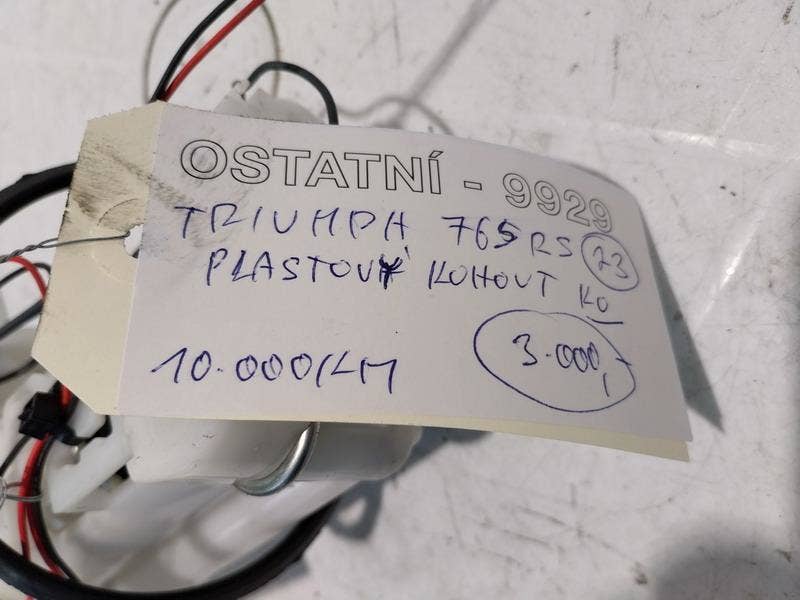 OSTATNÍ - 9929
TRIUMPH 765 RS 23
PLASTOVÝ KOHOUT KO
10.000/KM
3.000,-